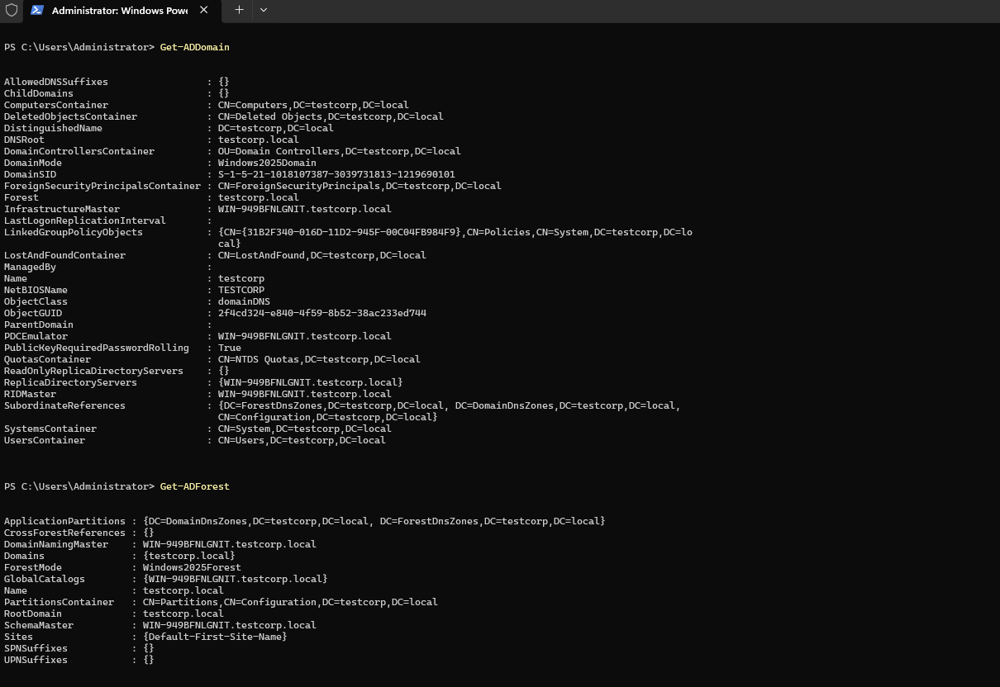 Administrator: Windows Powe
PS C:\Users\Administrator> Get-ADDomain
AllowedDNSSuffixes : {}
ChildDomains : {}
ComputersContainer : CN=Computers,DC=testcorp,DC=local
DeletedObjectsContainer : CN=Deleted Objects,DC=testcorp,DC=local
DistinguishedName : DC=testcorp,DC=local
DNSRoot : testcorp.local
DomainControllersContainer : OU=Domain Controllers,DC=testcorp,DC=local
DomainMode : Windows2025Domain
DomainSID : S-1-5-21-1018107387-3039731813-1219690101
ForeignSecurityPrincipalsContainer : CN=ForeignSecurityPrincipals,DC=testcorp,DC=local
Forest : testcorp.local
InfrastructureMaster : WIN-949BFNLGNIT.testcorp.local
LastLogonReplicationInterval :
LinkedGroupPolicyObjects : {CN={31B2F340-016D-11D2-945F-00C04FB984F9},CN=Policies,CN=System,DC=testcorp,DC=lo
cal}
LostAndFoundContainer : CN=LostAndFound,DC=testcorp,DC=local
ManagedBy :
Name : testcorp
NetBIOSName : TESTCORP
ObjectClass : domainDNS
ObjectGUID : 2f4cd324-e840-4f59-8b52-38ac233ed744
ParentDomain :
PDCEmulator : WIN-949BFNLGNIT.testcorp.local
PublicKeyRequiredPasswordRolling : True
QuotasContainer : CN=NTDS Quotas,DC=testcorp,DC=local
ReadOnlyReplicaDirectoryServers : {}
ReplicaDirectoryServers : {WIN-949BFNLGNIT.testcorp.local}
RIDMaster : WIN-949BFNLGNIT.testcorp.local
SubordinateReferences : {DC=ForestDnsZones,DC=testcorp,DC=local, DC=DomainDnsZones,DC=testcorp,DC=local,
CN=Configuration,DC=testcorp,DC=local}
SystemsContainer : CN=System,DC=testcorp,DC=local
UsersContainer : CN=Users,DC=testcorp,DC=local
PS C:\Users\Administrator> Get-ADForest
ApplicationPartitions : {DC=DomainDnsZones,DC=testcorp,DC=local, DC=ForestDnsZones,DC=testcorp,DC=local}
CrossForestReferences : {}
DomainNamingMaster : WIN-949BFNLGNIT.testcorp.local
Domains : {testcorp.local}
ForestMode : Windows2025Forest
GlobalCatalogs : {WIN-949BFNLGNIT.testcorp.local}
Name : testcorp.local
PartitionsContainer : CN=Partitions,CN=Configuration,DC=testcorp,DC=local
RootDomain : testcorp.local
SchemaMaster : WIN-949BFNLGNIT.testcorp.local
Sites : {Default-First-Site-Name}
SPNSuffixes : {}
UPNSuffixes : {}